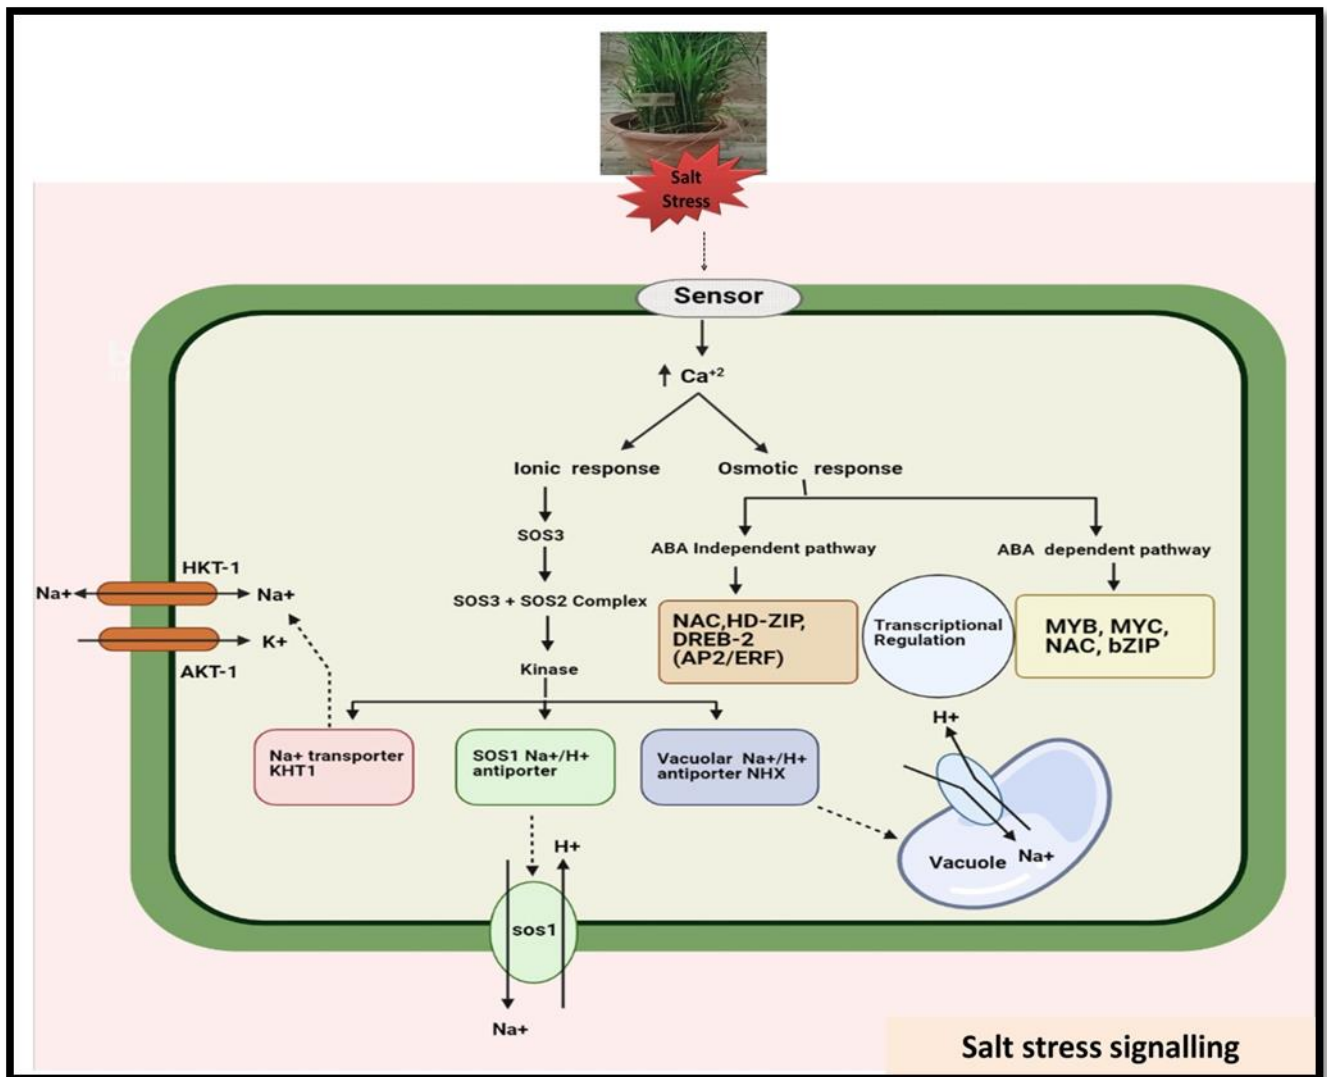 Salt
Stress
Sensor
↑ Ca+2
Ionic response
Osmotic response
SOS3
ABA Independent pathway
ABA dependent pathway
HKT-1
Na+
Na+
SOS3 + SOS2 Complex
NAC,HD-ZIP,
DREB-2
(AP2/ERF)
Transcriptional
Regulation
MYB, MYC,
NAC, bZIP
K+
AKT-1
Kinase
H+
Na+ transporter
KHT1
SOS1 Na+/H+
antiporter
Vacuolar Na+/H+
antiporter NHX
H+
Vacuole
Na+
sos1
Na+
Salt stress signalling